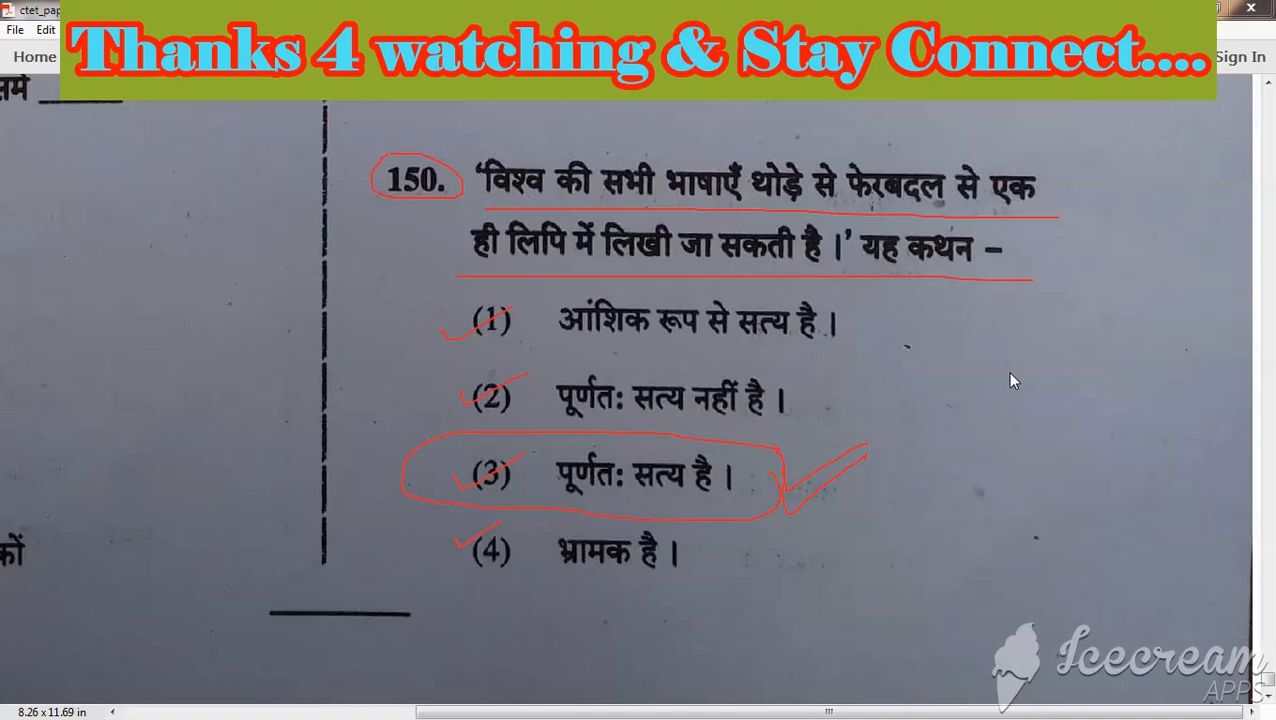 ctet_pap
File Edit
Home
Thanks 4 watching & Stay Connect....
Sign In
150. 'विश्व की सभी भाषाएँ थोड़े से फेरबदल से एक
ही लिपि में लिखी जा सकती है।' यह कथन –
(1) आंशिक रूप से सत्य है।
(2) पूर्णत: सत्य नहीं है।
(3) पूर्णत: सत्य है।
(4) भ्रामक है।
Icecream
APPS
8.26 x 11.69 in